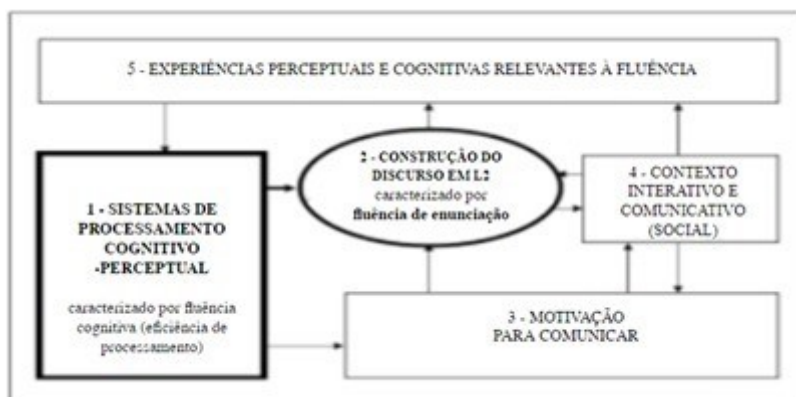 5 - EXPERIÊNCIAS PERCEPTUAIS E COGNITIVAS RELEVANTES À FLUÊNCIA
1 - SISTEMAS DE
PROCESSAMENTO
COGNITIVO
-PERCEPTUAL
caracterizado por fluência
cognitiva (eficiência de
processamento)
2 - CONSTRUÇÃO DO
DISCURSO EM L2
caracterizado por
fluência de enunciação
4 - CONTEXTO
INTERATIVO E
COMUNICATIVO
(SOCIAL)
3 - MOTIVAÇÃO
PARA COMUNICAR